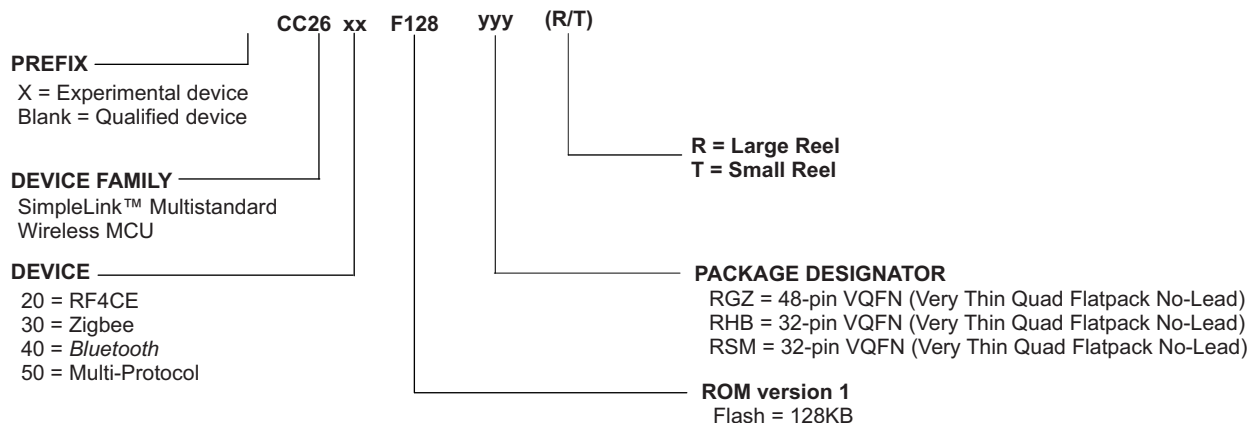 CC26 xx F128 yyy (R/T)
PREFIX
X = Experimental device
Blank = Qualified device
R = Large Reel
T = Small Reel
DEVICE FAMILY
SimpleLink™ Multistandard
Wireless MCU
DEVICE
20 = RF4CE
30 = Zigbee
40 = Bluetooth
50 = Multi-Protocol
PACKAGE DESIGNATOR
RGZ = 48-pin VQFN (Very Thin Quad Flatpack No-Lead)
RHB = 32-pin VQFN (Very Thin Quad Flatpack No-Lead)
RSM = 32-pin VQFN (Very Thin Quad Flatpack No-Lead)
ROM version 1
Flash = 128KB